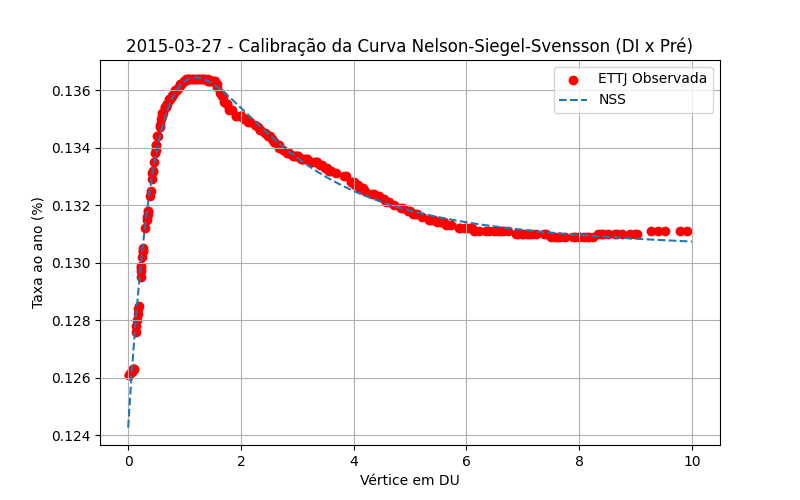 2015-03-27 - Calibração da Curva Nelson-Siegel-Svensson (DI x Pré)
ETTJ Observada
NSS
Taxa ao ano (%)
0.136
0.134
0.132
0.130
0.128
0.126
0.124
0 2 4 6 8 10
Vértice em DU